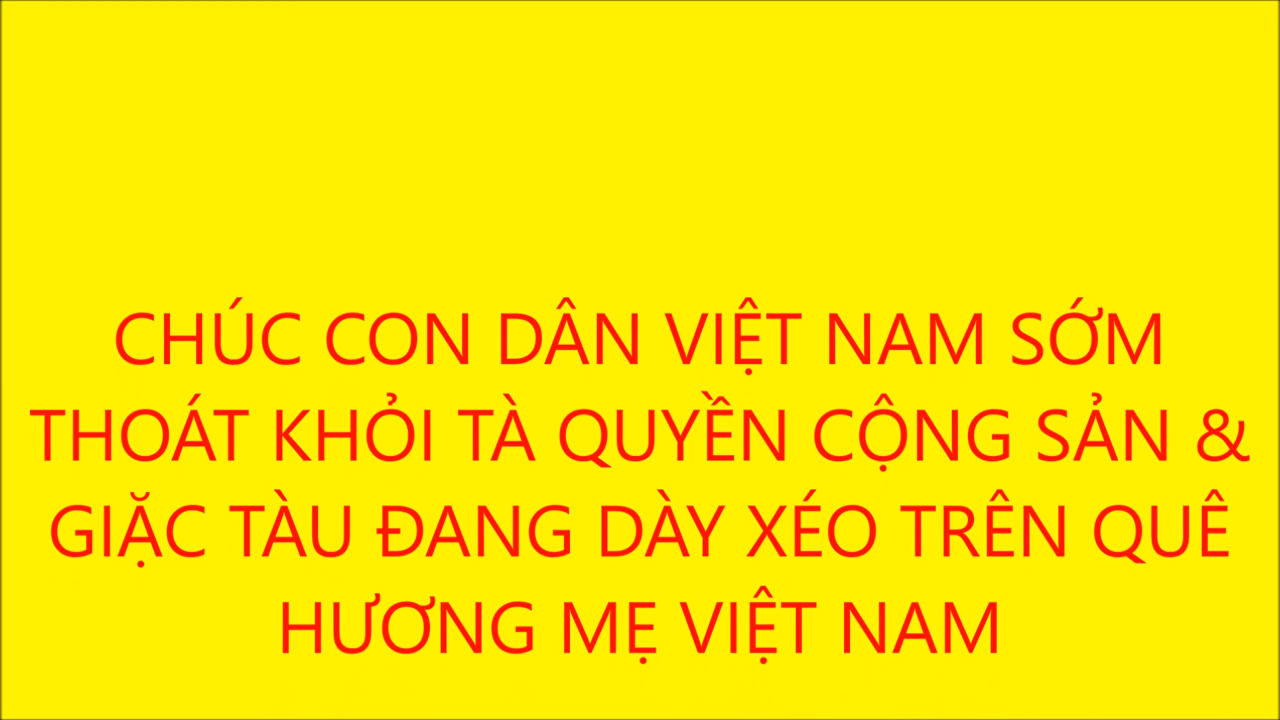 CHÚC CON DÂN VIỆT NAM SỚM
THOÁT KHỎI TÀ QUYỀN CỘNG SẢN &
GIẶC TÀU ĐANG DÀY XÉO TRÊN QUÊ
HƯƠNG MẸ VIỆT NAM